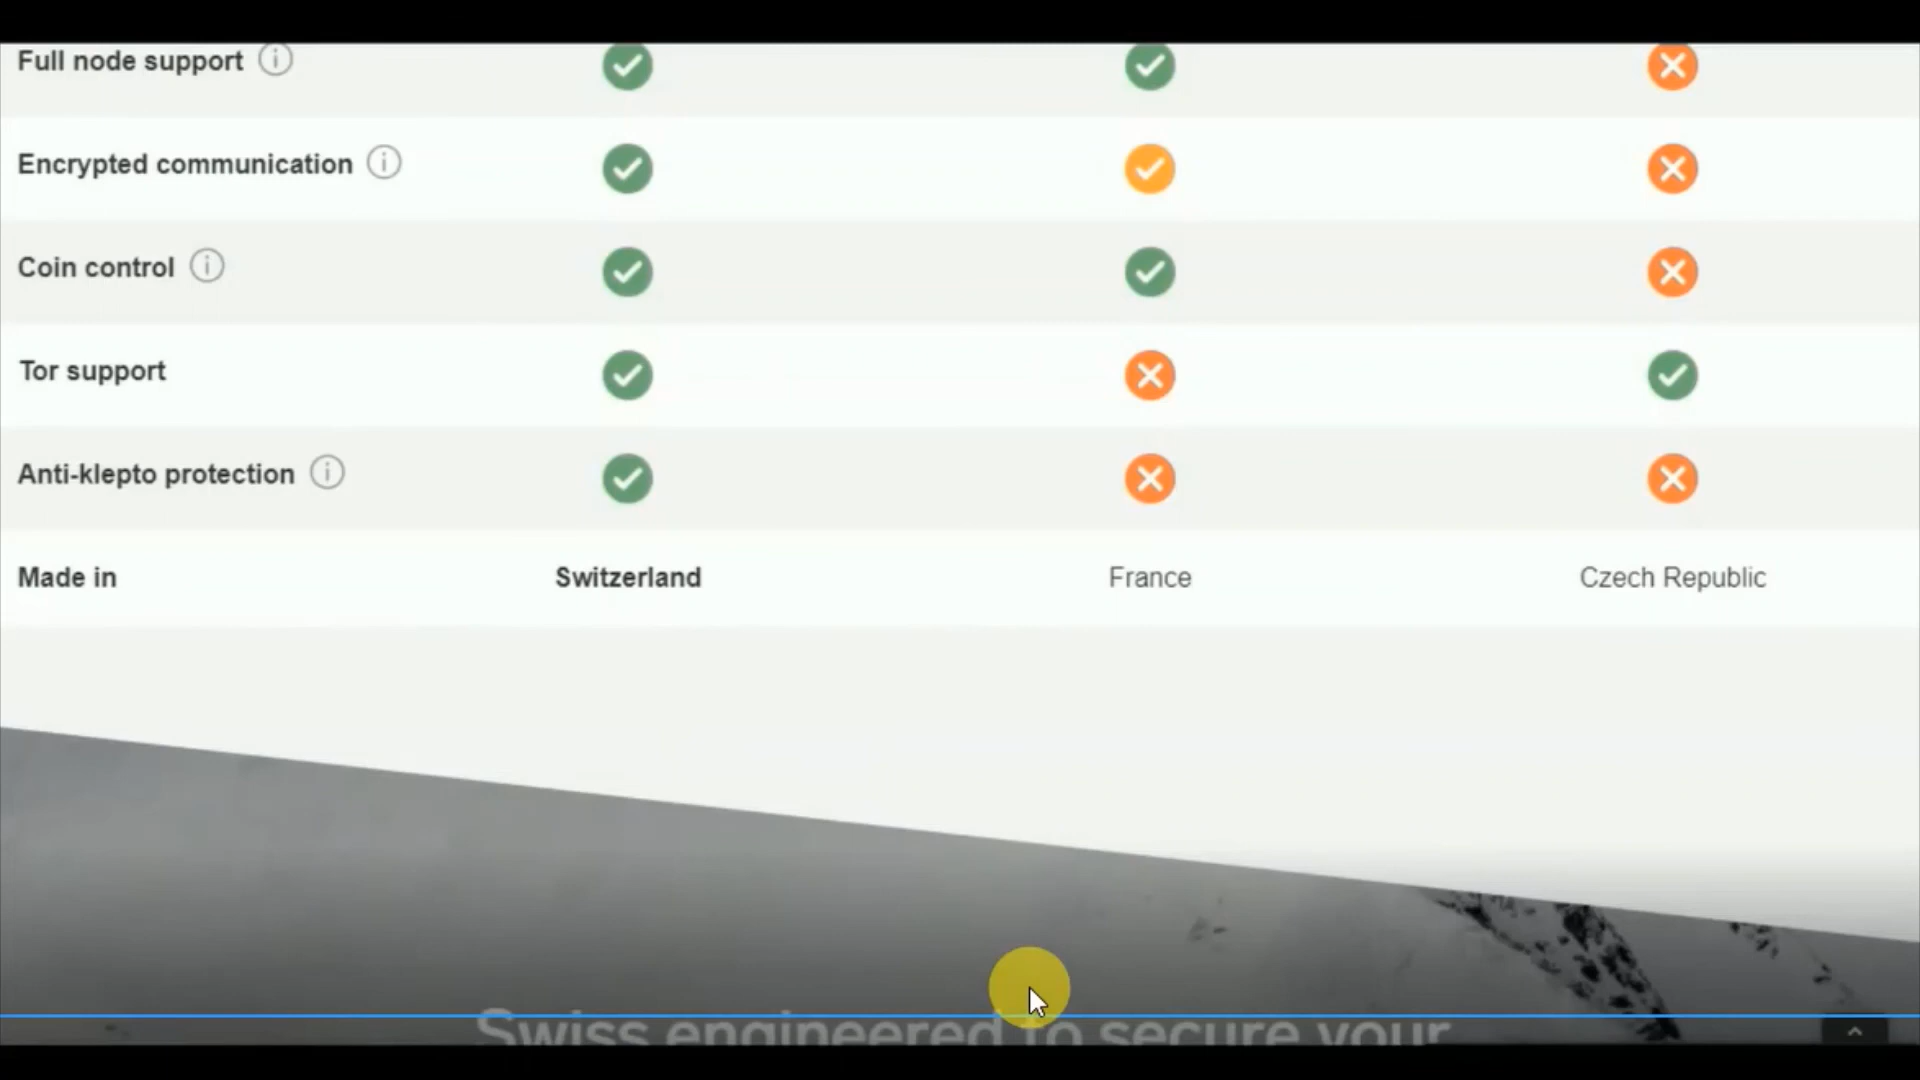 Full node support
Encrypted communication
Coin control
Tor support
Anti-klepto protection
Made in Switzerland France Czech Republic
Swiss engineered to secure your